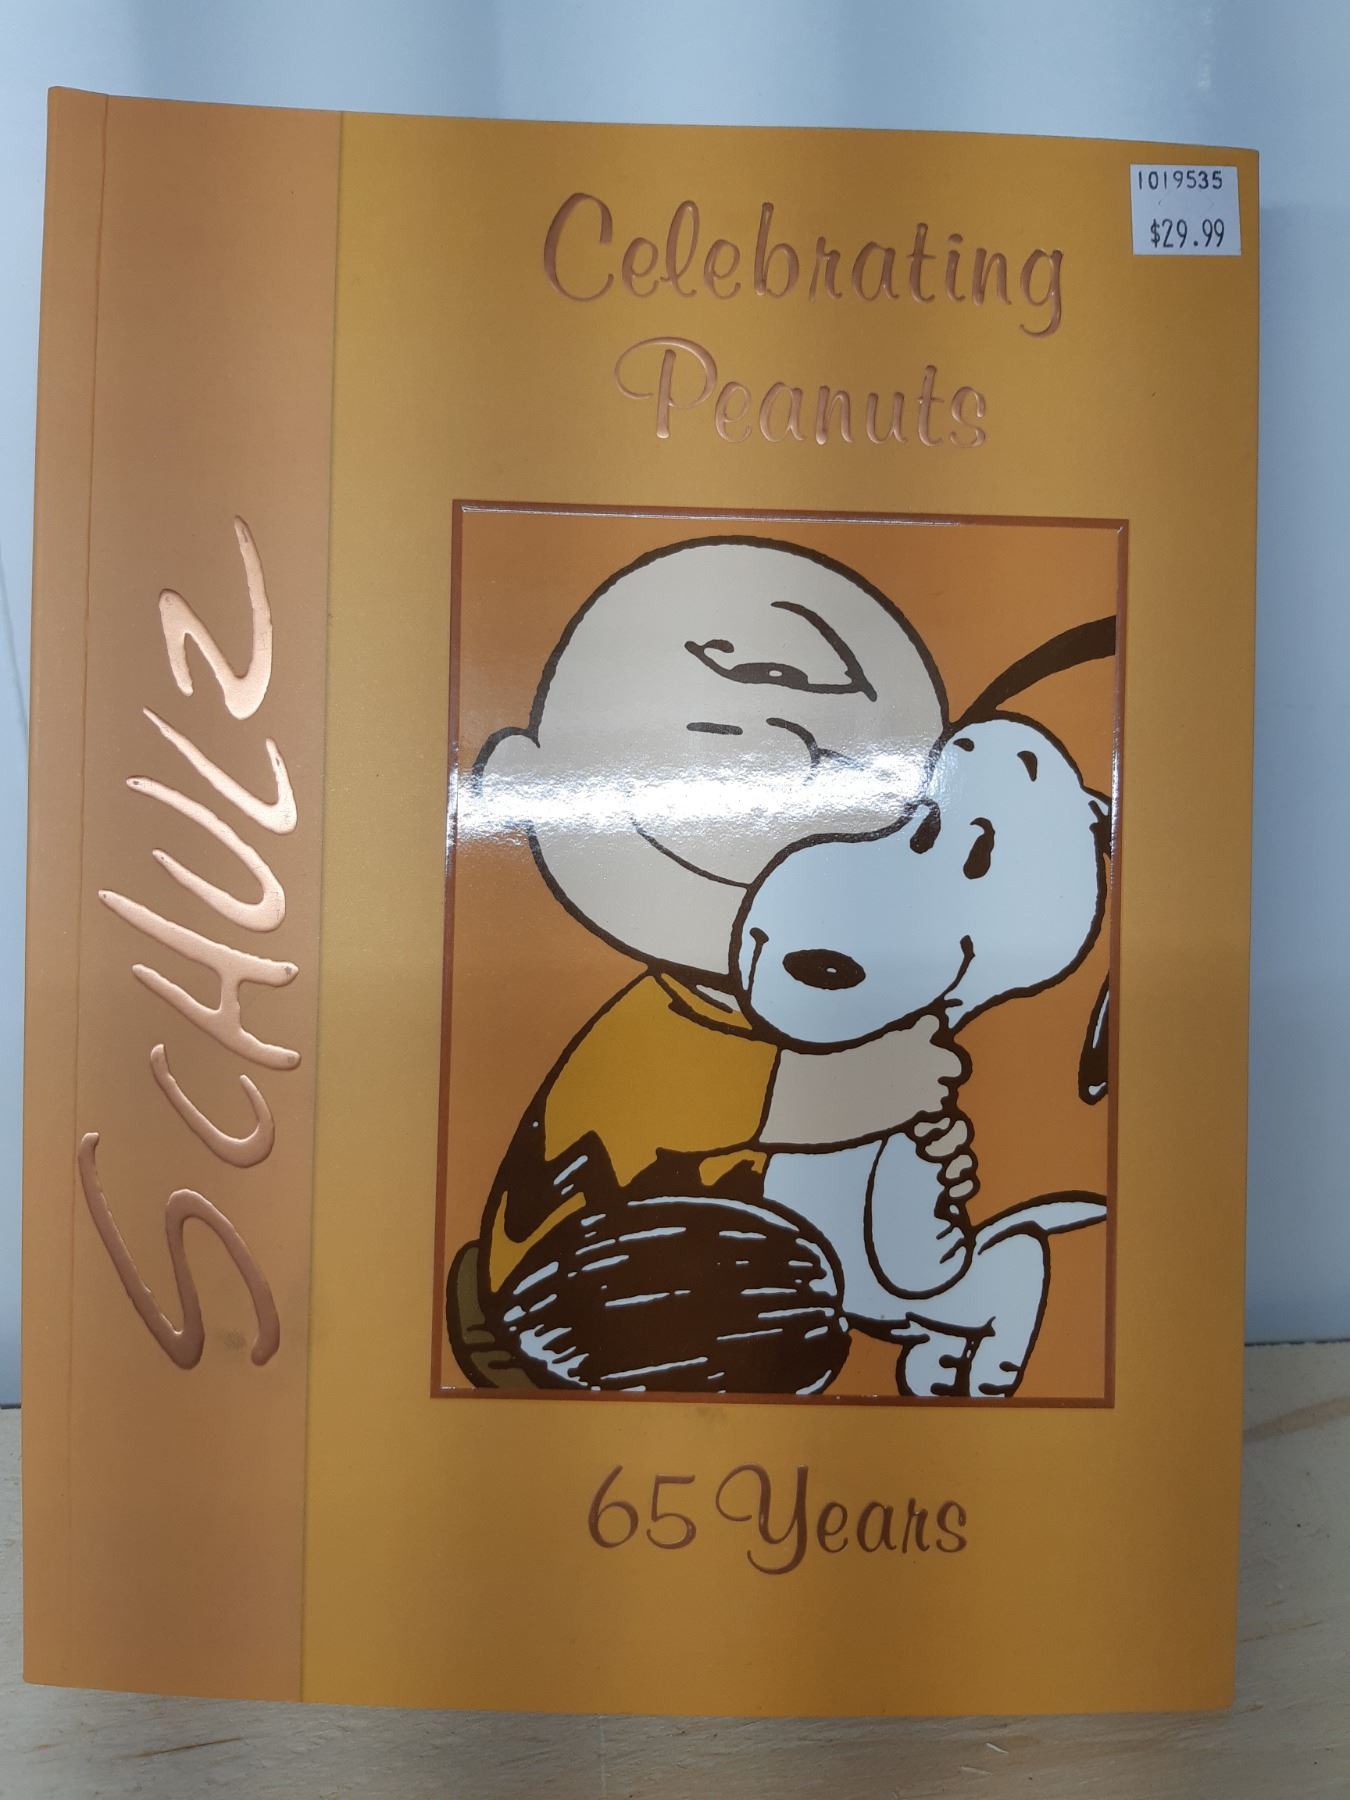 SCHULZ
Celebrating
Peanuts
65 Years
1019535
$29.99